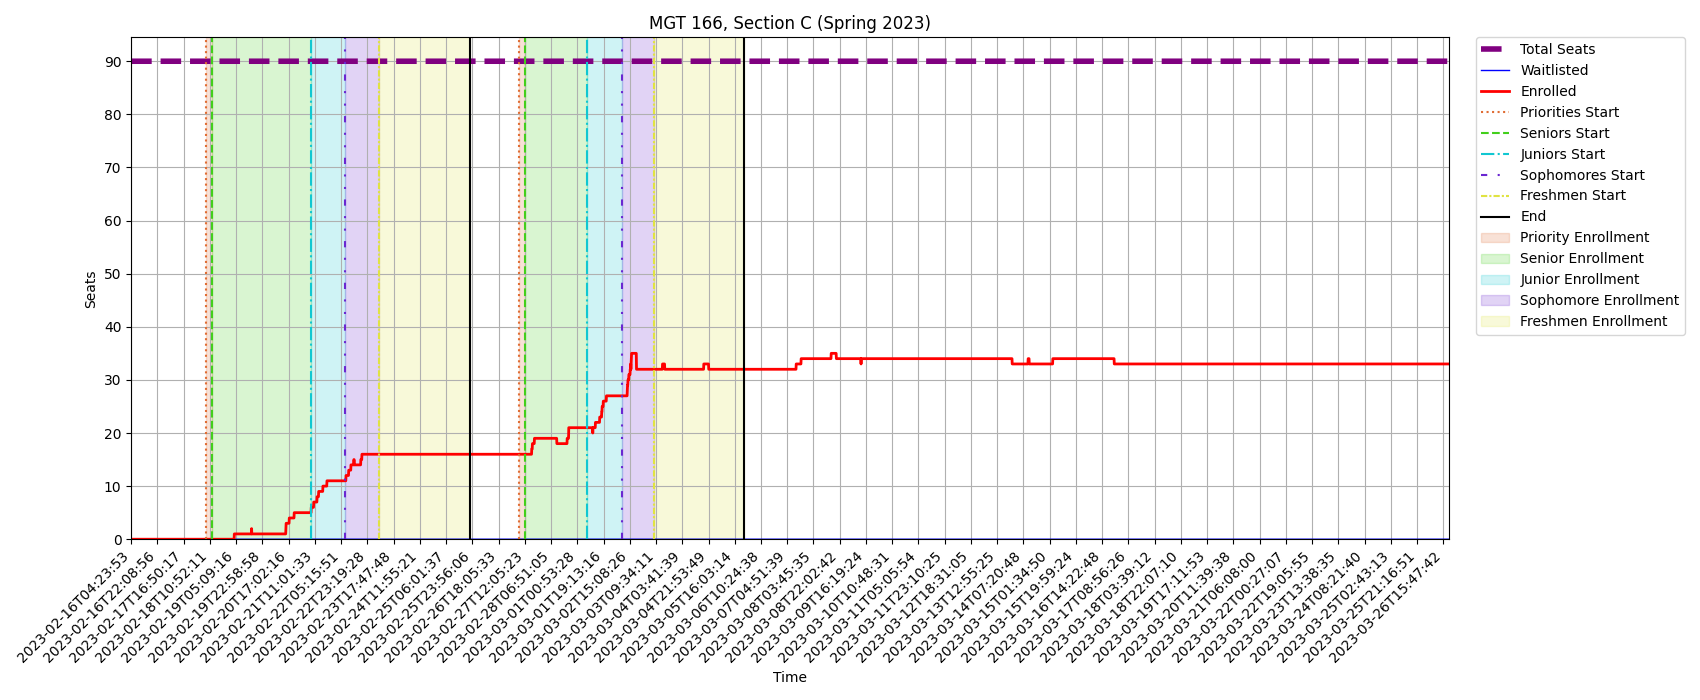 MGT 166, Section C (Spring 2023)
Seats
90
80
70
60
50
40
30
20
10
0
2023-02-16T04:23:53
2023-02-16T22:08:56
2023-02-17T16:50:17
2023-02-18T10:52:11
2023-02-19T05:09:16
2023-02-19T22:58:58
2023-02-20T17:02:16
2023-02-21T11:01:33
2023-02-22T05:15:51
2023-02-22T23:19:28
2023-02-23T17:47:48
2023-02-24T11:55:21
2023-02-25T06:01:37
2023-02-25T23:56:06
2023-02-26T18:05:33
2023-02-27T12:05:23
2023-02-28T06:51:05
2023-03-01T00:53:28
2023-03-01T19:13:16
2023-03-02T15:08:26
2023-03-03T09:34:11
2023-03-04T03:41:39
2023-03-04T21:53:49
2023-03-05T16:03:14
2023-03-06T10:24:38
2023-03-07T04:51:39
2023-03-08T03:45:35
2023-03-08T22:02:42
2023-03-09T16:19:24
2023-03-10T10:48:31
2023-03-11T05:05:54
2023-03-11T23:10:25
2023-03-12T18:31:05
2023-03-13T12:55:25
2023-03-14T07:20:48
2023-03-15T01:34:50
2023-03-15T19:59:24
2023-03-16T14:22:48
2023-03-17T08:56:26
2023-03-18T03:39:12
2023-03-18T22:07:10
2023-03-19T17:11:53
2023-03-20T11:39:38
2023-03-21T06:08:00
2023-03-22T00:27:07
2023-03-22T19:05:55
2023-03-23T13:38:35
2023-03-24T08:21:40
2023-03-25T02:43:13
2023-03-25T21:16:51
2023-03-26T15:47:42
Time
Total Seats
Waitlisted
Enrolled
Priorities Start
Seniors Start
Juniors Start
Sophomores Start
Freshmen Start
End
Priority Enrollment
Senior Enrollment
Junior Enrollment
Sophomore Enrollment
Freshmen Enrollment